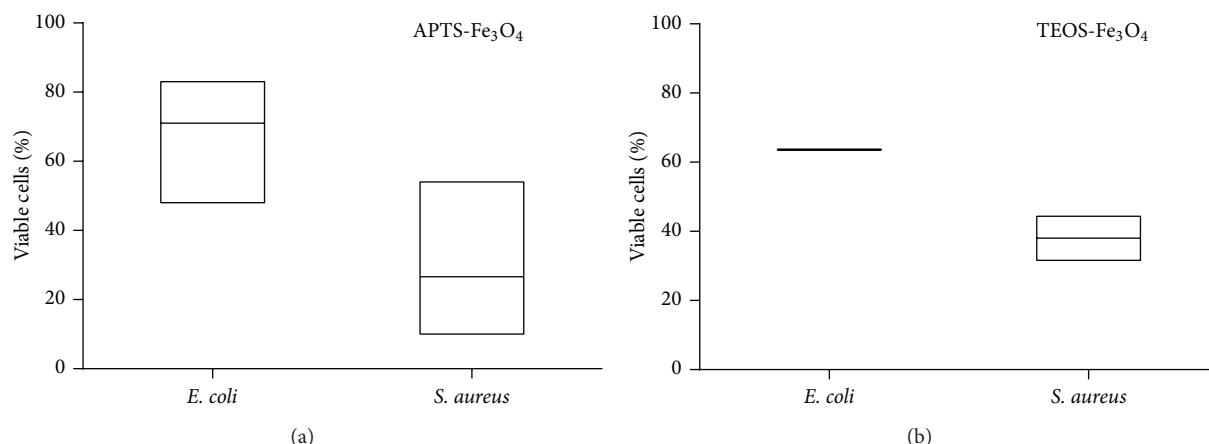 APTS-Fe₃O₄
100
80
60
40
20
0
Viable cells (%)
E. coli
S. aureus
(a)
TEOS-Fe₃O₄
100
80
60
40
20
0
Viable cells (%)
E. coli
S. aureus
(b)